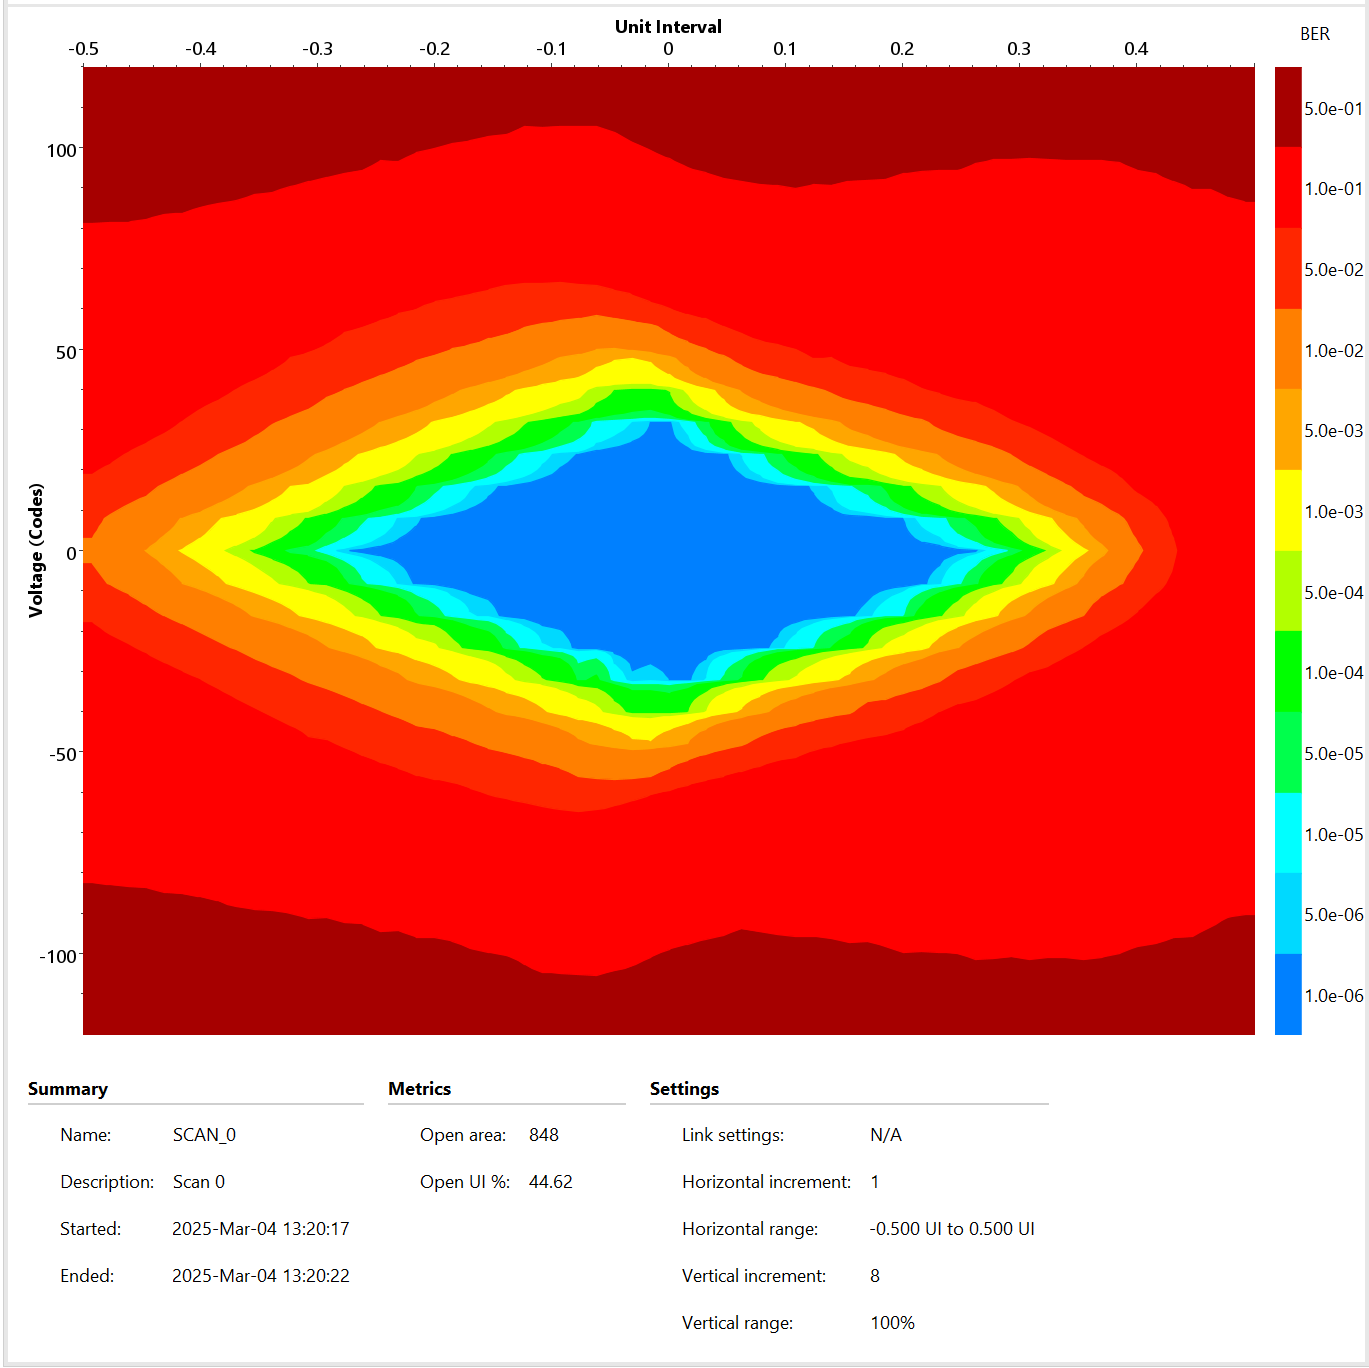 Unit Interval
BER
-0.5 -0.4 -0.3 -0.2 -0.1 0 0.1 0.2 0.3 0.4
5.0e-01
100
1.0e-01
5.0e-02
50
1.0e-02
5.0e-03
1.0e-03
Voltage (Codes)
0
5.0e-04
1.0e-04
-50
5.0e-05
1.0e-05
5.0e-06
-100
1.0e-06
Summary
Name: SCAN_0
Description: Scan 0
Started: 2025-Mar-04 13:20:17
Ended: 2025-Mar-04 13:20:22
Metrics
Open area: 848
Open UI %: 44.62
Settings
Link settings: N/A
Horizontal increment: 1
Horizontal range: -0.500 UI to 0.500 UI
Vertical increment: 8
Vertical range: 100%